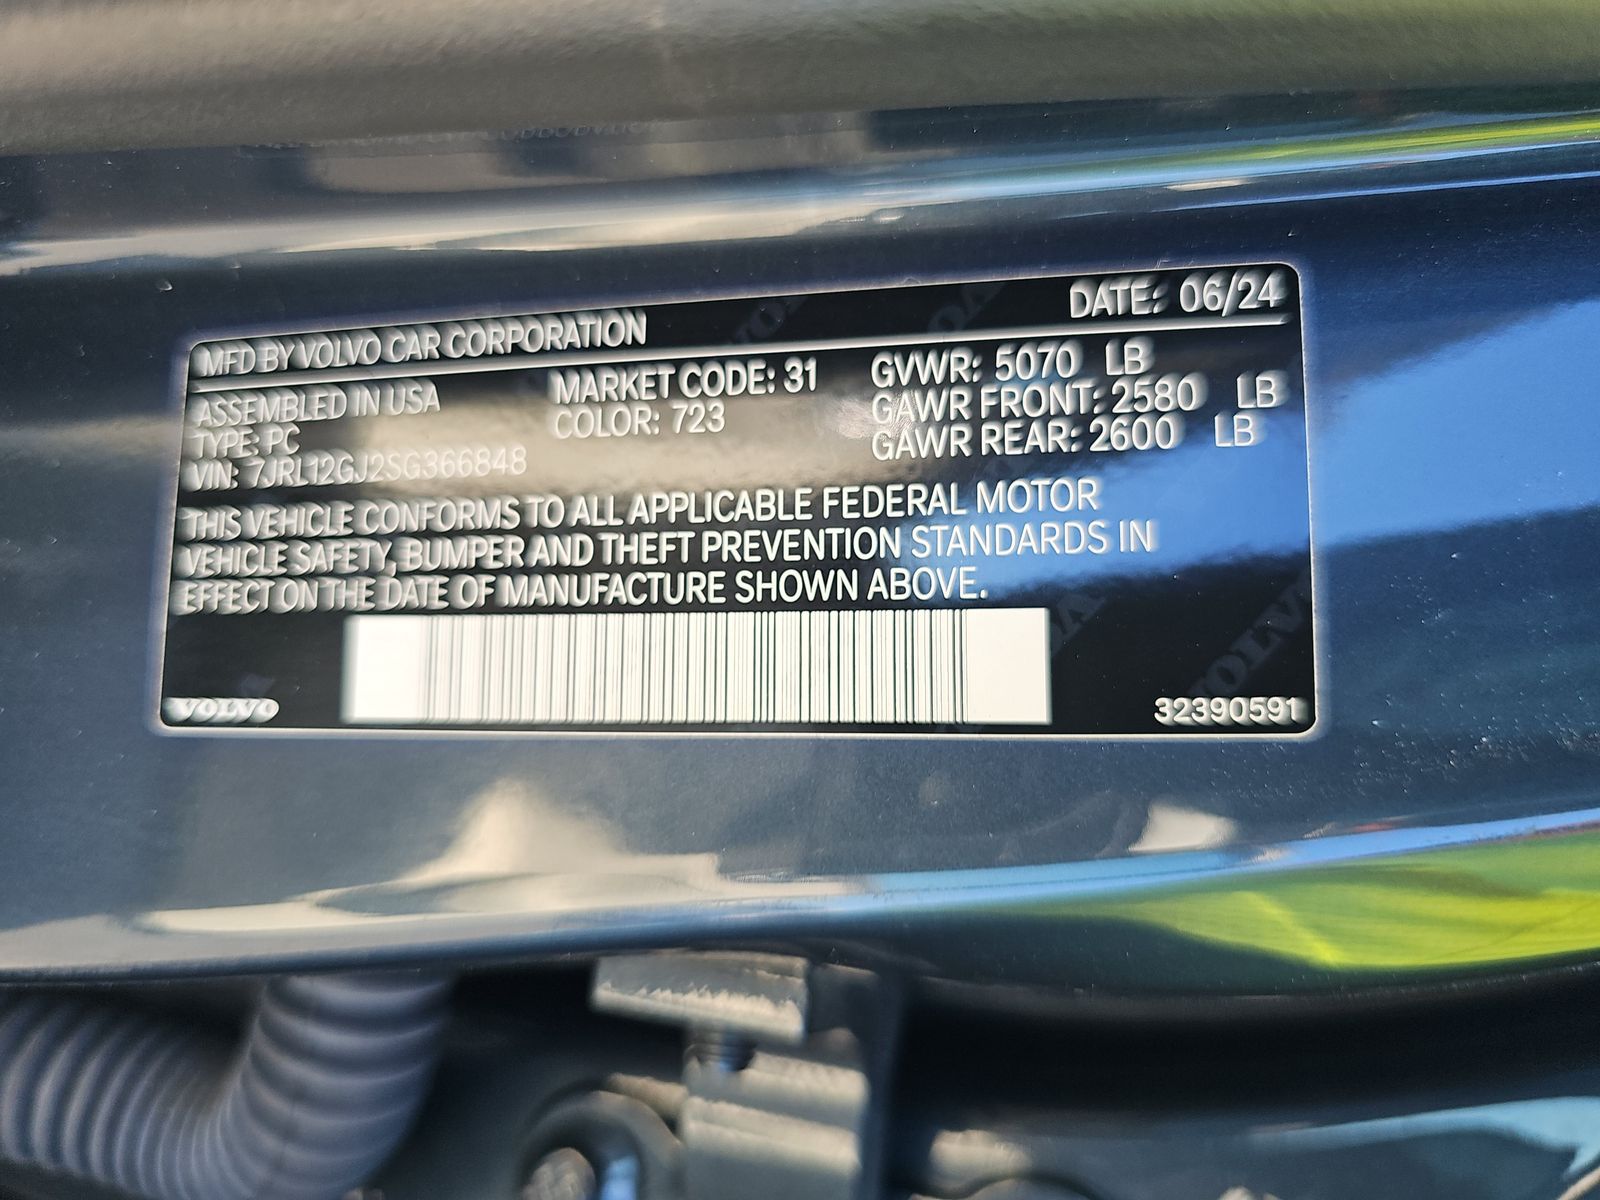 MFD BY VOLVO CAR CORPORATION
DATE: 06/24
ASSEMBLED IN USA
MARKET CODE: 31
GVWR: 5070 LB
TYPE: PC
COLOR: 723
GAWR FRONT: 2580 LB
VIN: 7JRL12GJ2SG366848
GAWR REAR: 2600 LB
THIS VEHICLE CONFORMS TO ALL APPLICABLE FEDERAL MOTOR
VEHICLE SAFETY, BUMPER AND THEFT PREVENTION STANDARDS IN
EFFECT ON THE DATE OF MANUFACTURE SHOWN ABOVE.
VOLVO
32390591